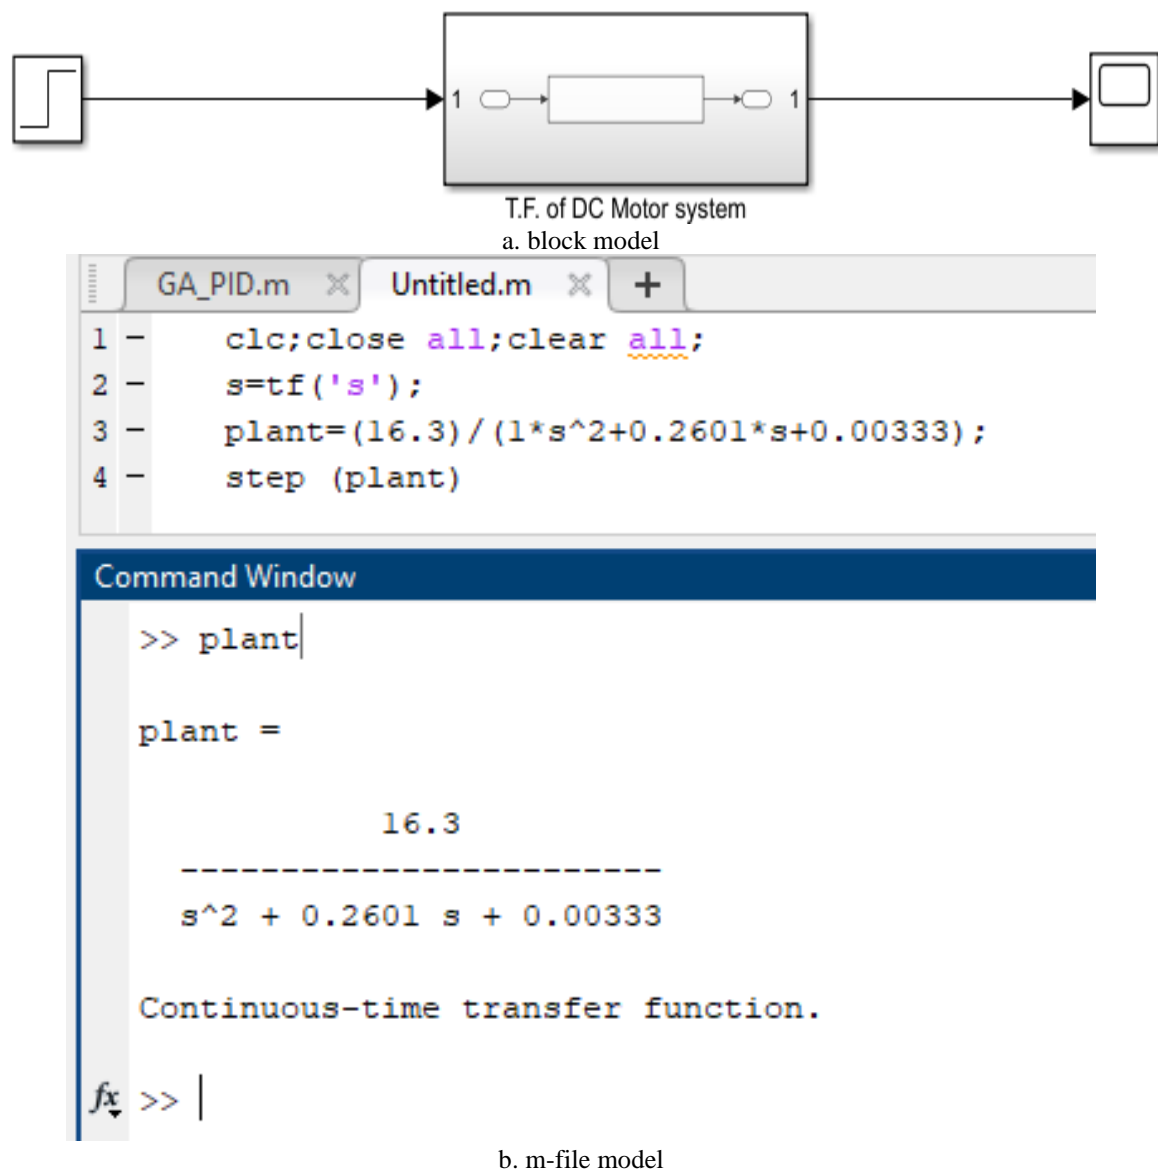 1 1
T.F. of DC Motor system
a. block model
GA_PID.m Untitled.m +
1 - clc;close all;clear all;
2 - s=tf('s');
3 - plant=(16.3)/(1*s^2+0.2601*s+0.00333);
4 - step (plant)
Command Window
>> plant
plant =
16.3
------------------------
s^2 + 0.2601 s + 0.00333
Continuous-time transfer function.
fx >>
b. m-file model